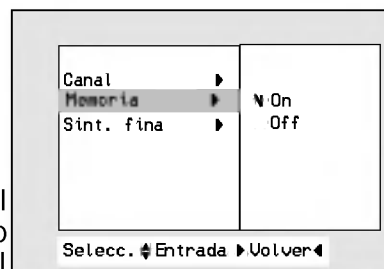 Canal ▶
Memoria ▶ On
Sint. fina ▶ Off
Selecc. Entrada ▶ Volver ◀